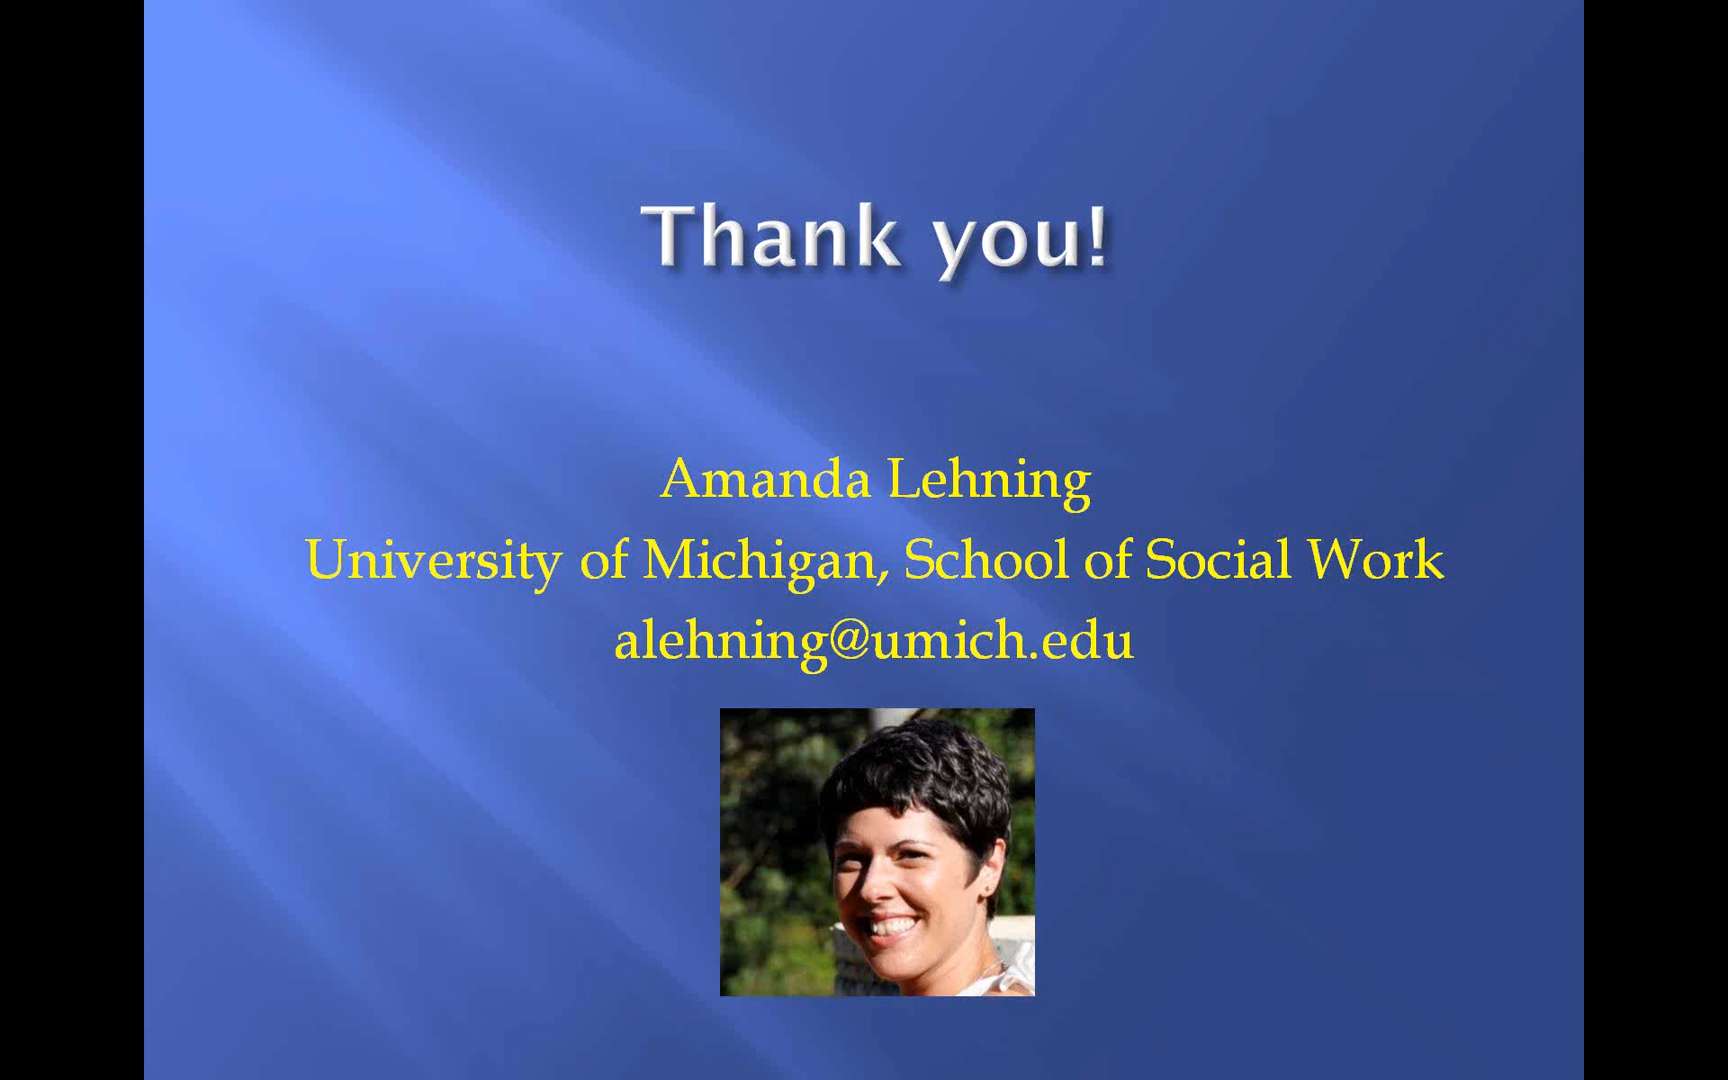 Thank you!
Amanda Lehning
University of Michigan, School of Social Work
alehning@umich.edu